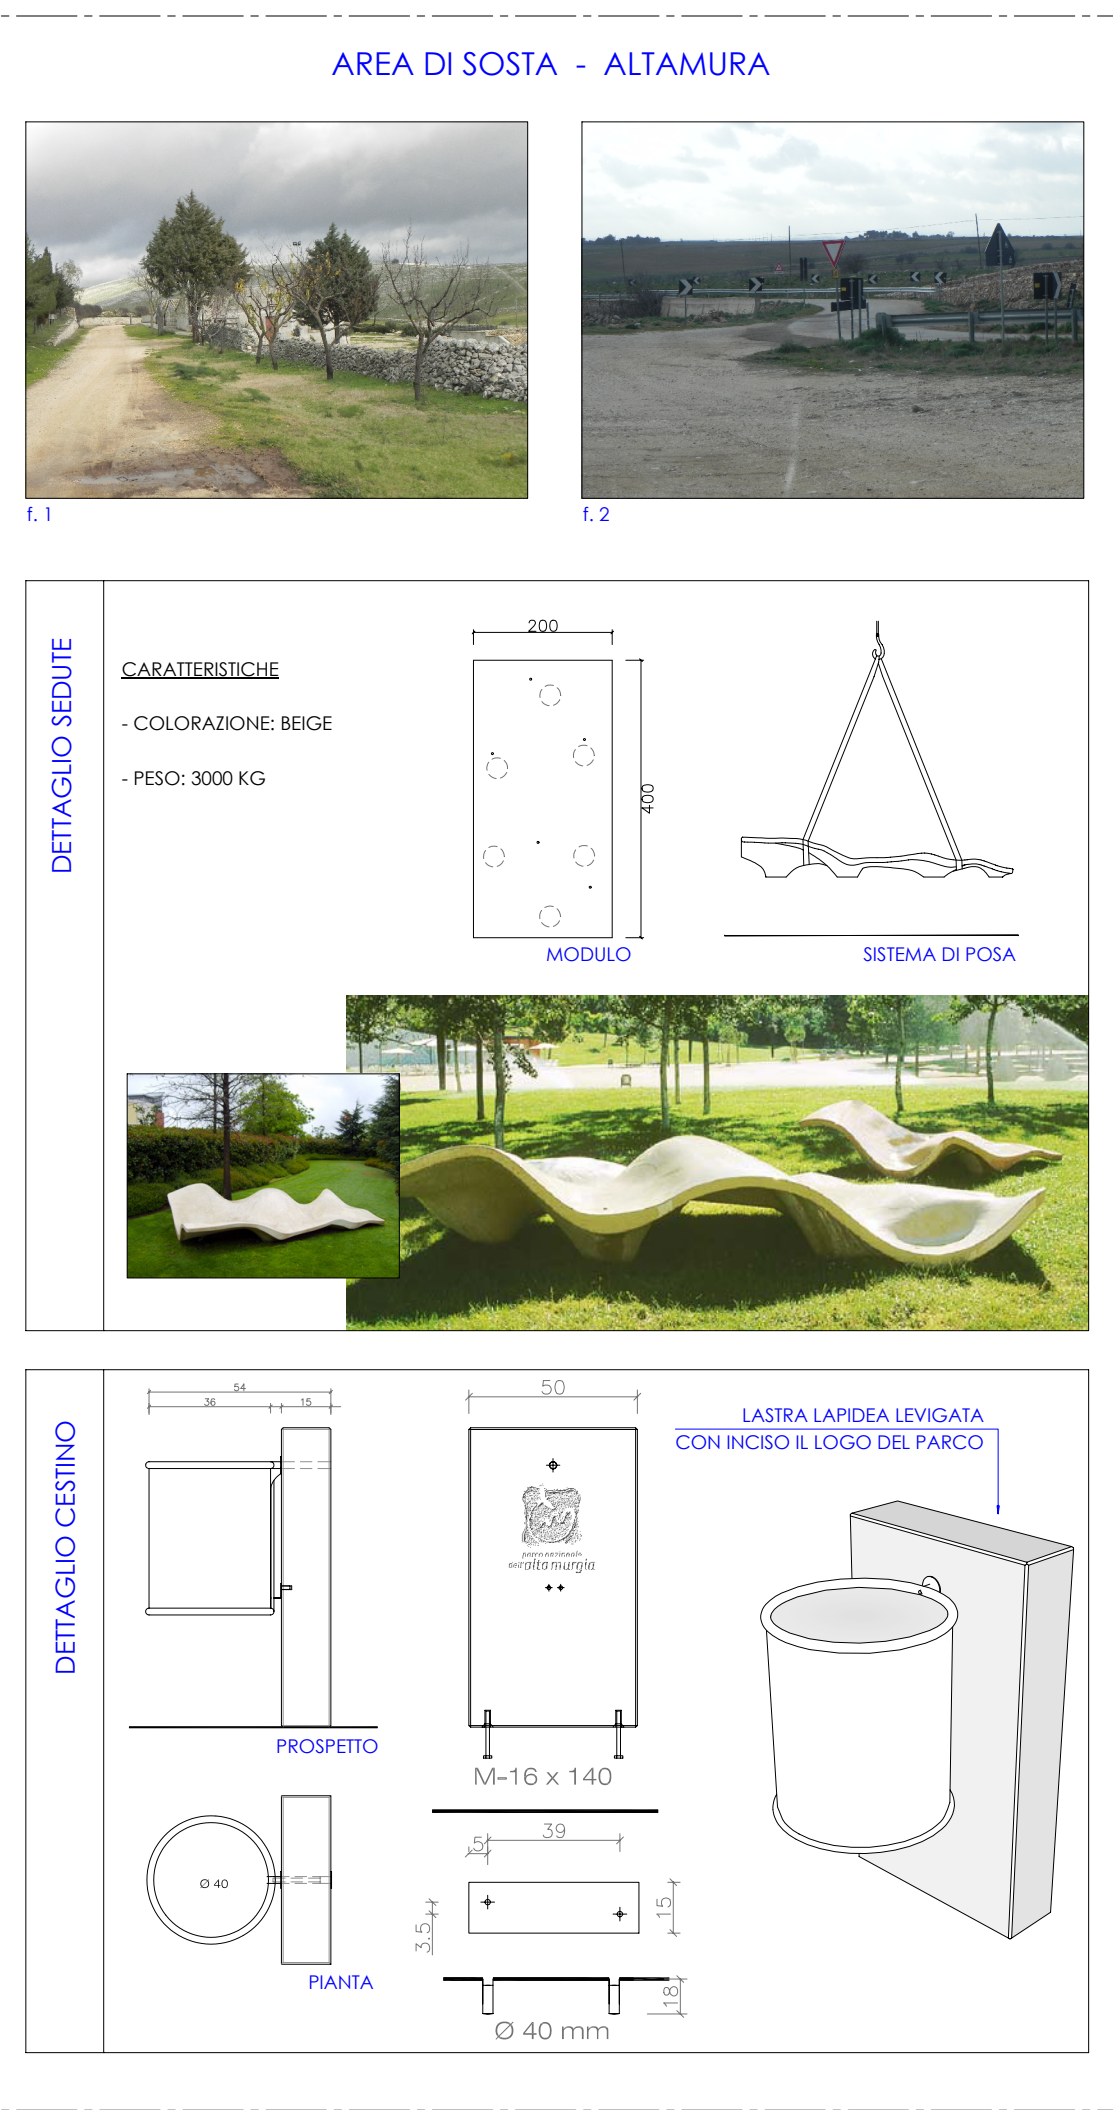 AREA DI SOSTA - ALTAMURA
f. 1
f. 2
DETTAGLIO SEDUTE
CARATTERISTICHE
- COLORAZIONE: BEIGE
- PESO: 3000 KG
200
400
MODULO
SISTEMA DI POSA
DETTAGLIO CESTINO
54
36
15
PROSPETTO
Ø 40
PIANTA
50
parco nazionale
dell'alta murgia
M-16 x 140
39
5
15
3.5
18
Ø 40 mm
LASTRA LAPIDEA LEVIGATA
CON INCISO IL LOGO DEL PARCO